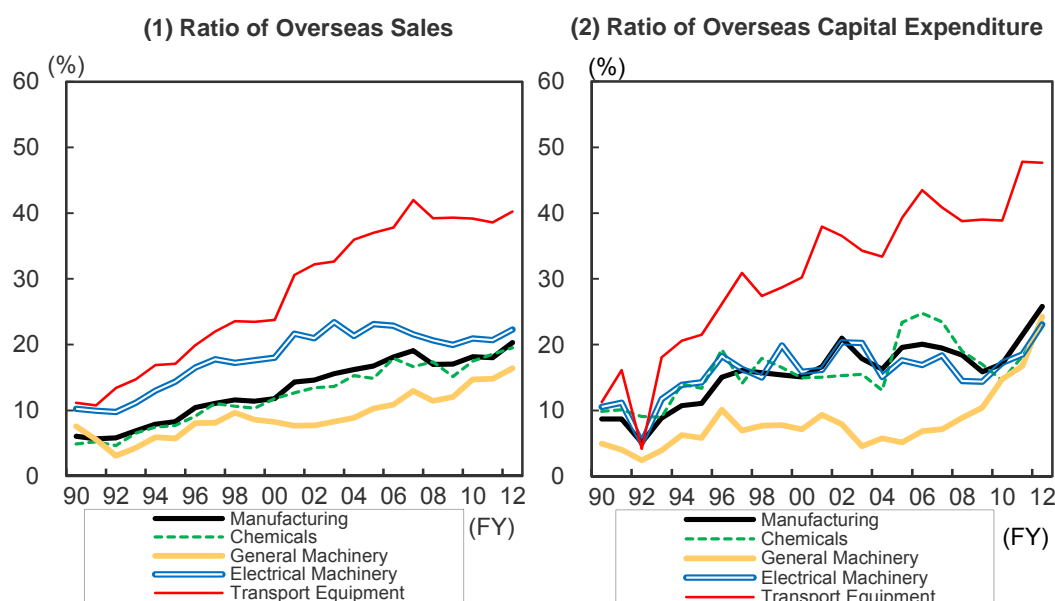 (1) Ratio of Overseas Sales
(%)
60
50
40
30
20
10
0
90 92 94 96 98 00 02 04 06 08 10 12
(FY)
Manufacturing
Chemicals
General Machinery
Electrical Machinery
Transport Equipment
(2) Ratio of Overseas Capital Expenditure
(%)
60
50
40
30
20
10
0
90 92 94 96 98 00 02 04 06 08 10 12
(FY)
Manufacturing
Chemicals
General Machinery
Electrical Machinery
Transport Equipment